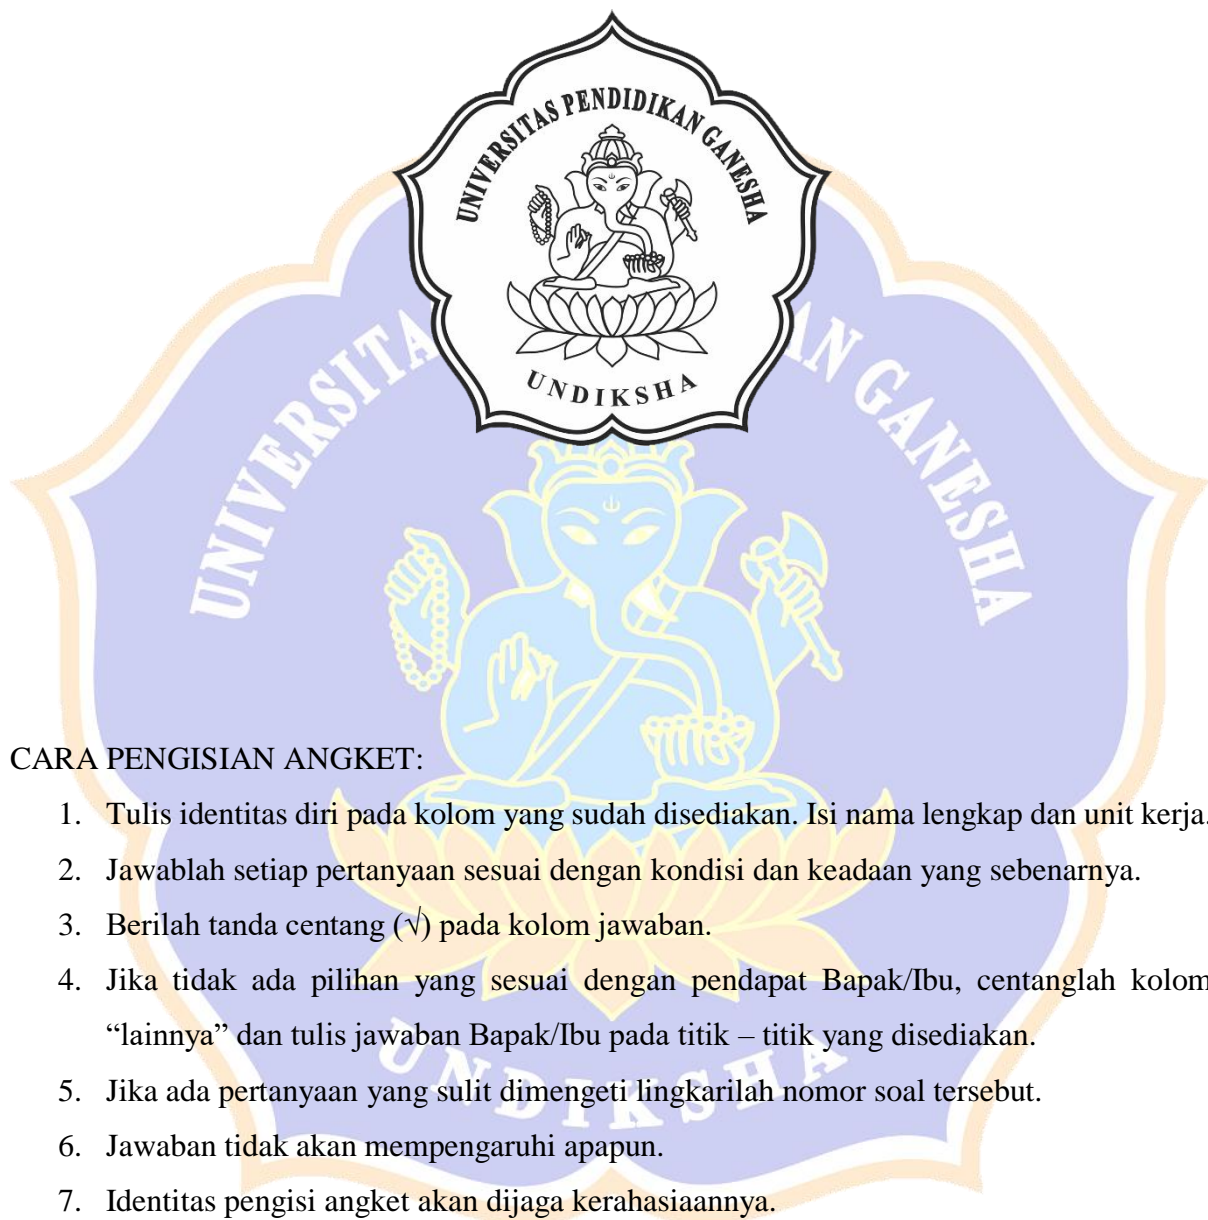 UNIVERSITAS PENDIDIKAN GANESHA
UNDIKSHA
CARA PENGISIAN ANGKET:
1. Tulis identitas diri pada kolom yang sudah disediakan. Isi nama lengkap dan unit kerja.
2. Jawablah setiap pertanyaan sesuai dengan kondisi dan keadaan yang sebenarnya.
3. Berilah tanda centang (√) pada kolom jawaban.
4. Jika tidak ada pilihan yang sesuai dengan pendapat Bapak/Ibu, centanglah kolom
“lainnya” dan tulis jawaban Bapak/Ibu pada titik – titik yang disediakan.
5. Jika ada pertanyaan yang sulit dimengeti lingkarilah nomor soal tersebut.
6. Jawaban tidak akan mempengaruhi apapun.
7. Identitas pengisi angket akan dijaga kerahasiaannya.
UNIVERSITA AN GANESHA
UNDIKSHA